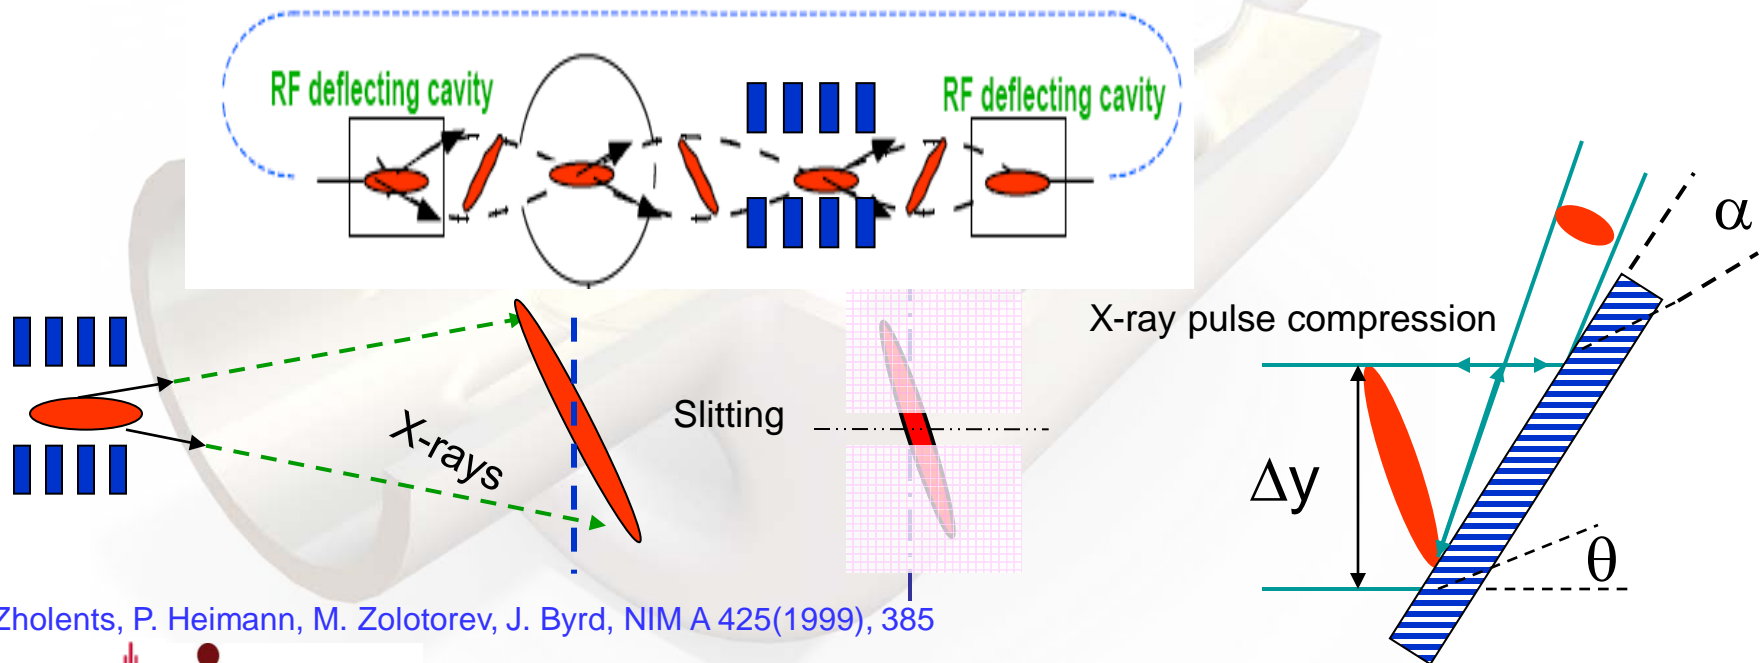 RF deflecting cavity
RF deflecting cavity
α
X-ray pulse compression
Slitting
X-rays
Δy
θ
Zholents, P. Heimann, M. Zolotorev, J. Byrd, NIM A 425(1999), 385